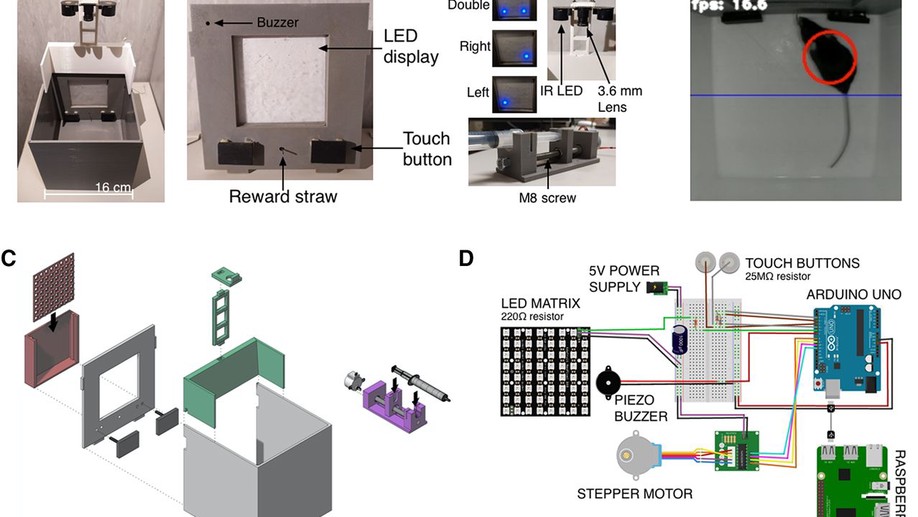 Buzzer
LED
display
Touch
button
Reward straw
16 cm
Double
Right
Left
IR LED
3.6 mm
Lens
M8 screw
fps: 16.6
C
D
5V POWER
SUPPLY
TOUCH BUTTONS
25MΩ resistor
LED MATRIX
220Ω resistor
ARDUINO UNO
PIEZO
BUZZER
STEPPER MOTOR